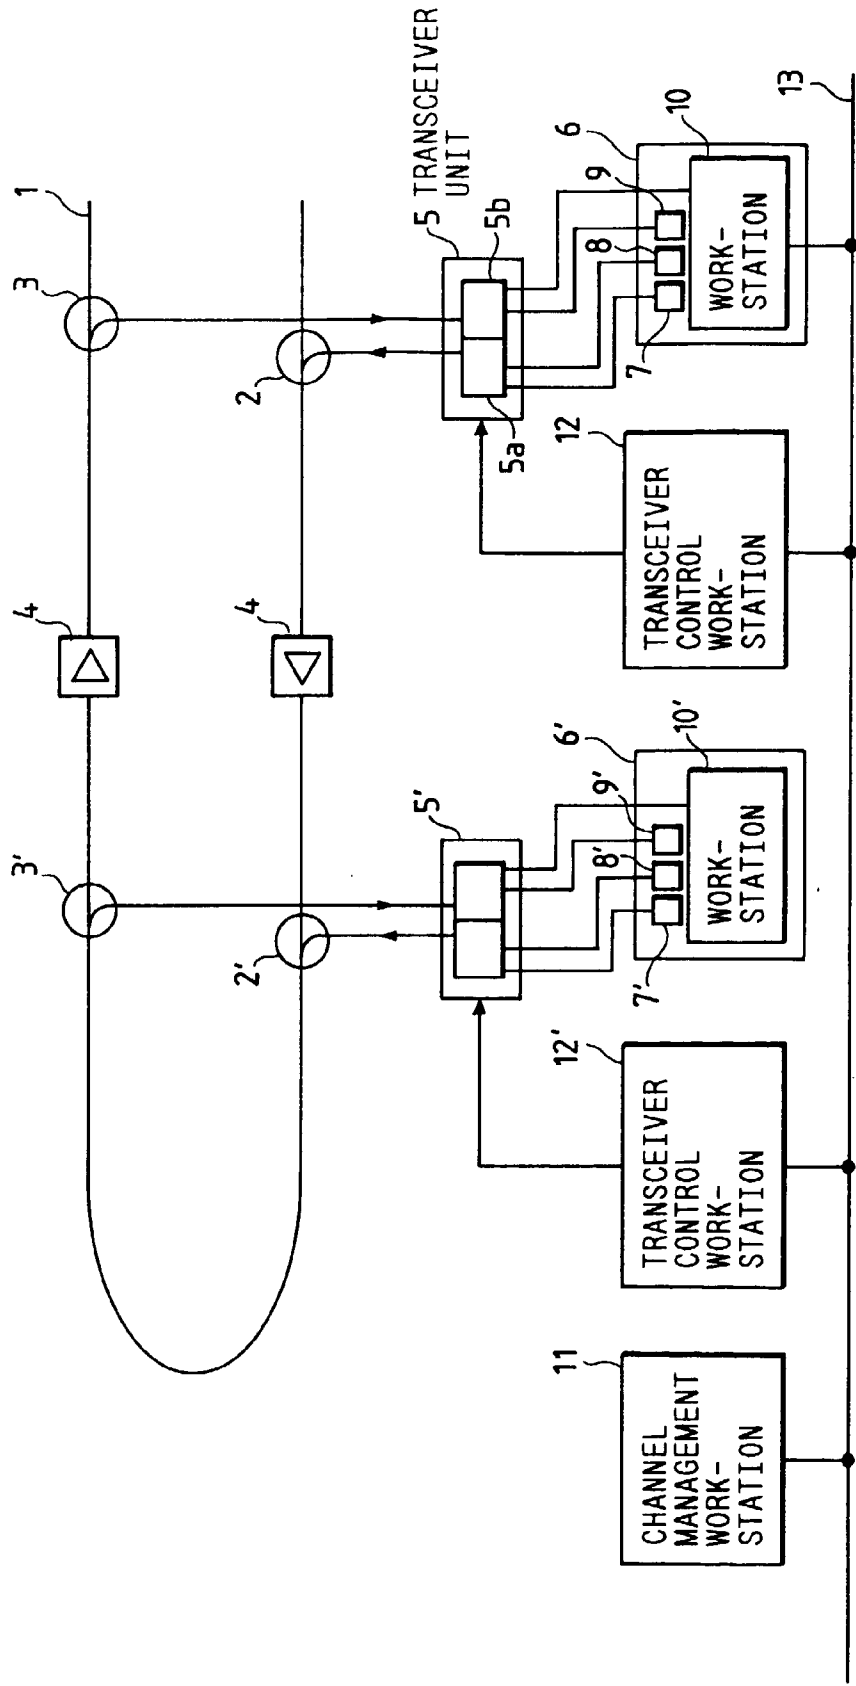 1
3
4
3'
2
4
2'
5 TRANSCEIVER
UNIT
5b
5a
5'
6
9
10
8
7
12
TRANSCEIVER
CONTROL
WORK-
STATION
WORK-
STATION
13
6'
9'
10'
8'
7'
WORK-
STATION
12'
TRANSCEIVER
CONTROL
WORK-
STATION
11
CHANNEL
MANAGEMENT
WORK-
STATION